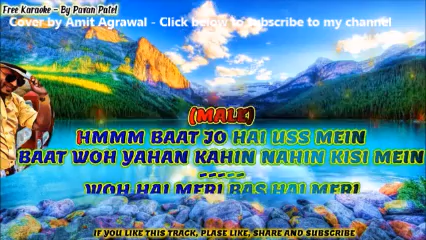 Free Karaoke - By Pavan Patel
Cover by Amit Agrawal - Click below to Subscribe to my channel
(MALE)
HMMM BAAT JO HAI USS MEIN
BAAT WOH YAHAN KAHIN NAHIN KISI MEIN
-----
WOH HAI MERI BAS HAI MERI
IF YOU LIKE THIS TRACK, PLASE LIKE, SHARE AND SUBSCRIBE